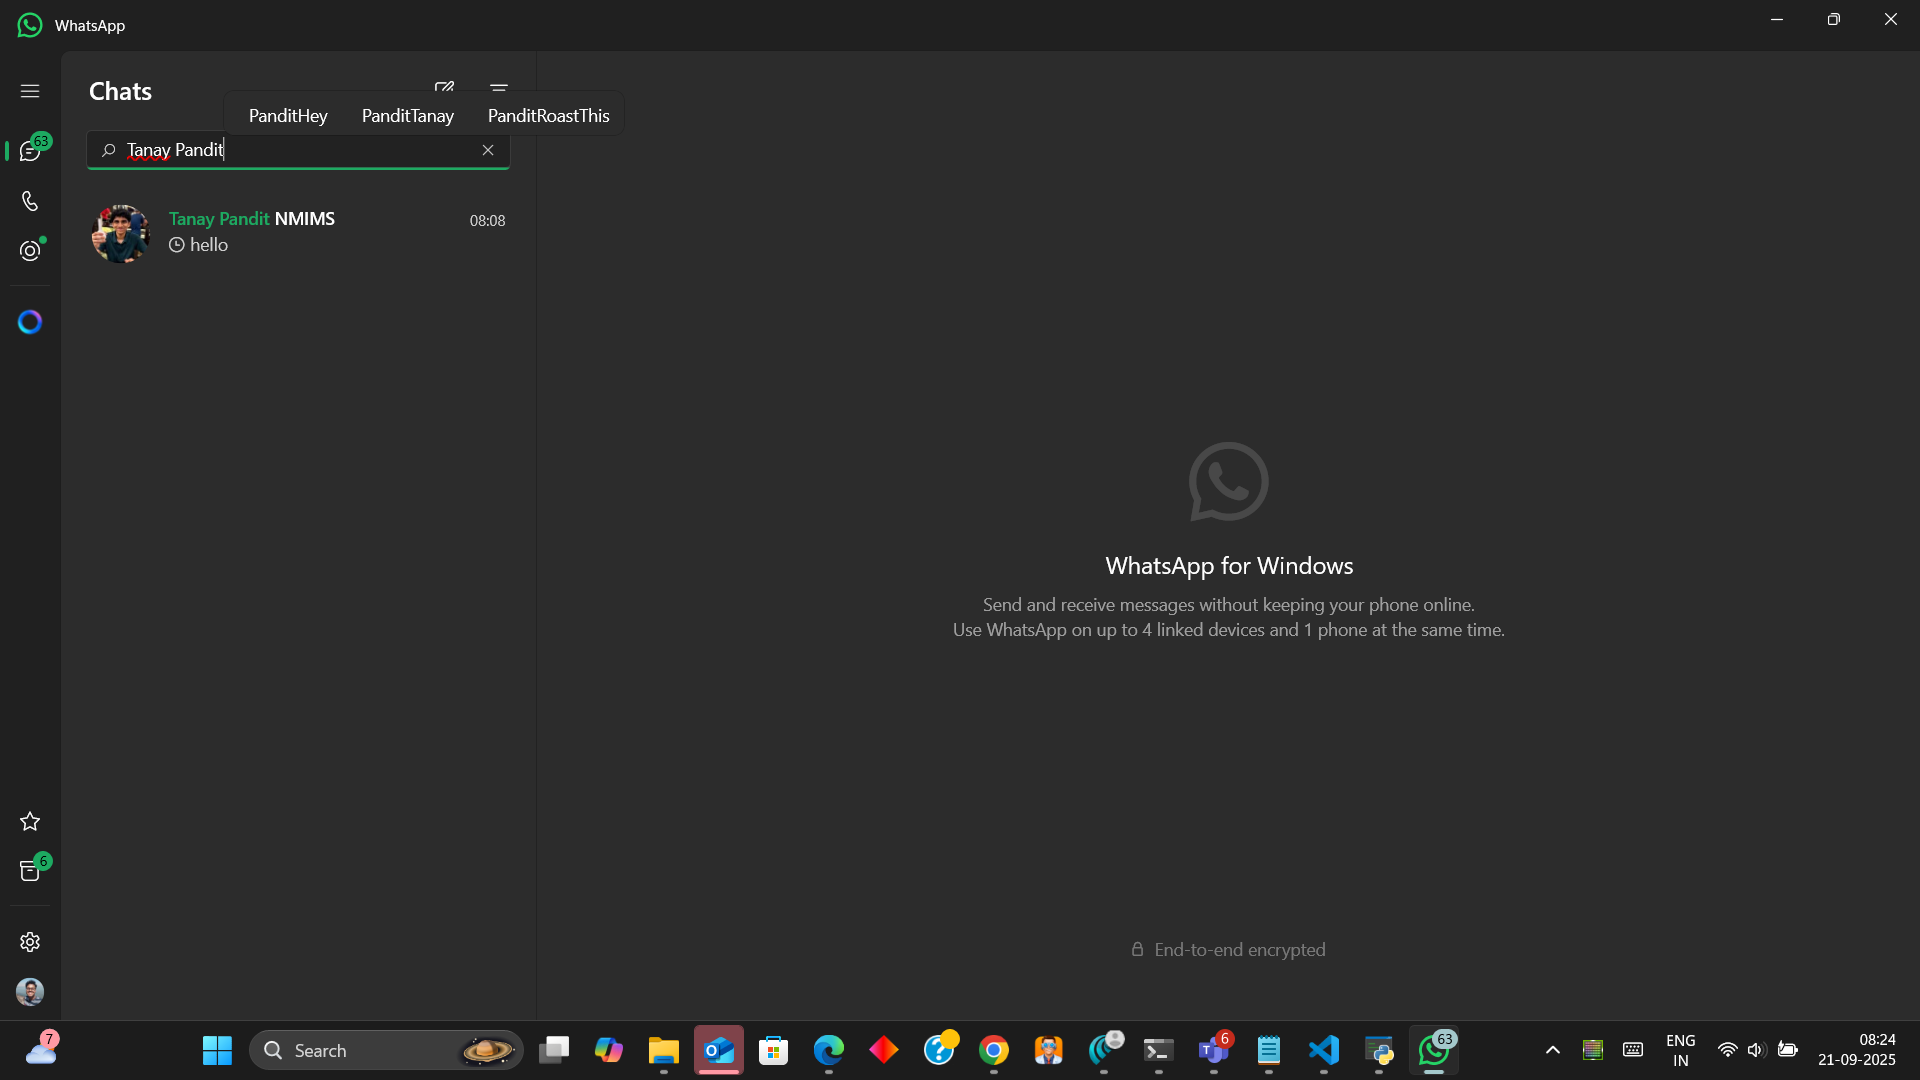 WhatsApp
Chats
PanditHey PanditTanay PanditRoastThis
63
Tanay Pandit
Tanay Pandit NMIMS 08:08
hello
WhatsApp for Windows
Send and receive messages without keeping your phone online.
Use WhatsApp on up to 4 linked devices and 1 phone at the same time.
6
End-to-end encrypted
7
Search
6
63
ENG
IN
08:24
21-09-2025